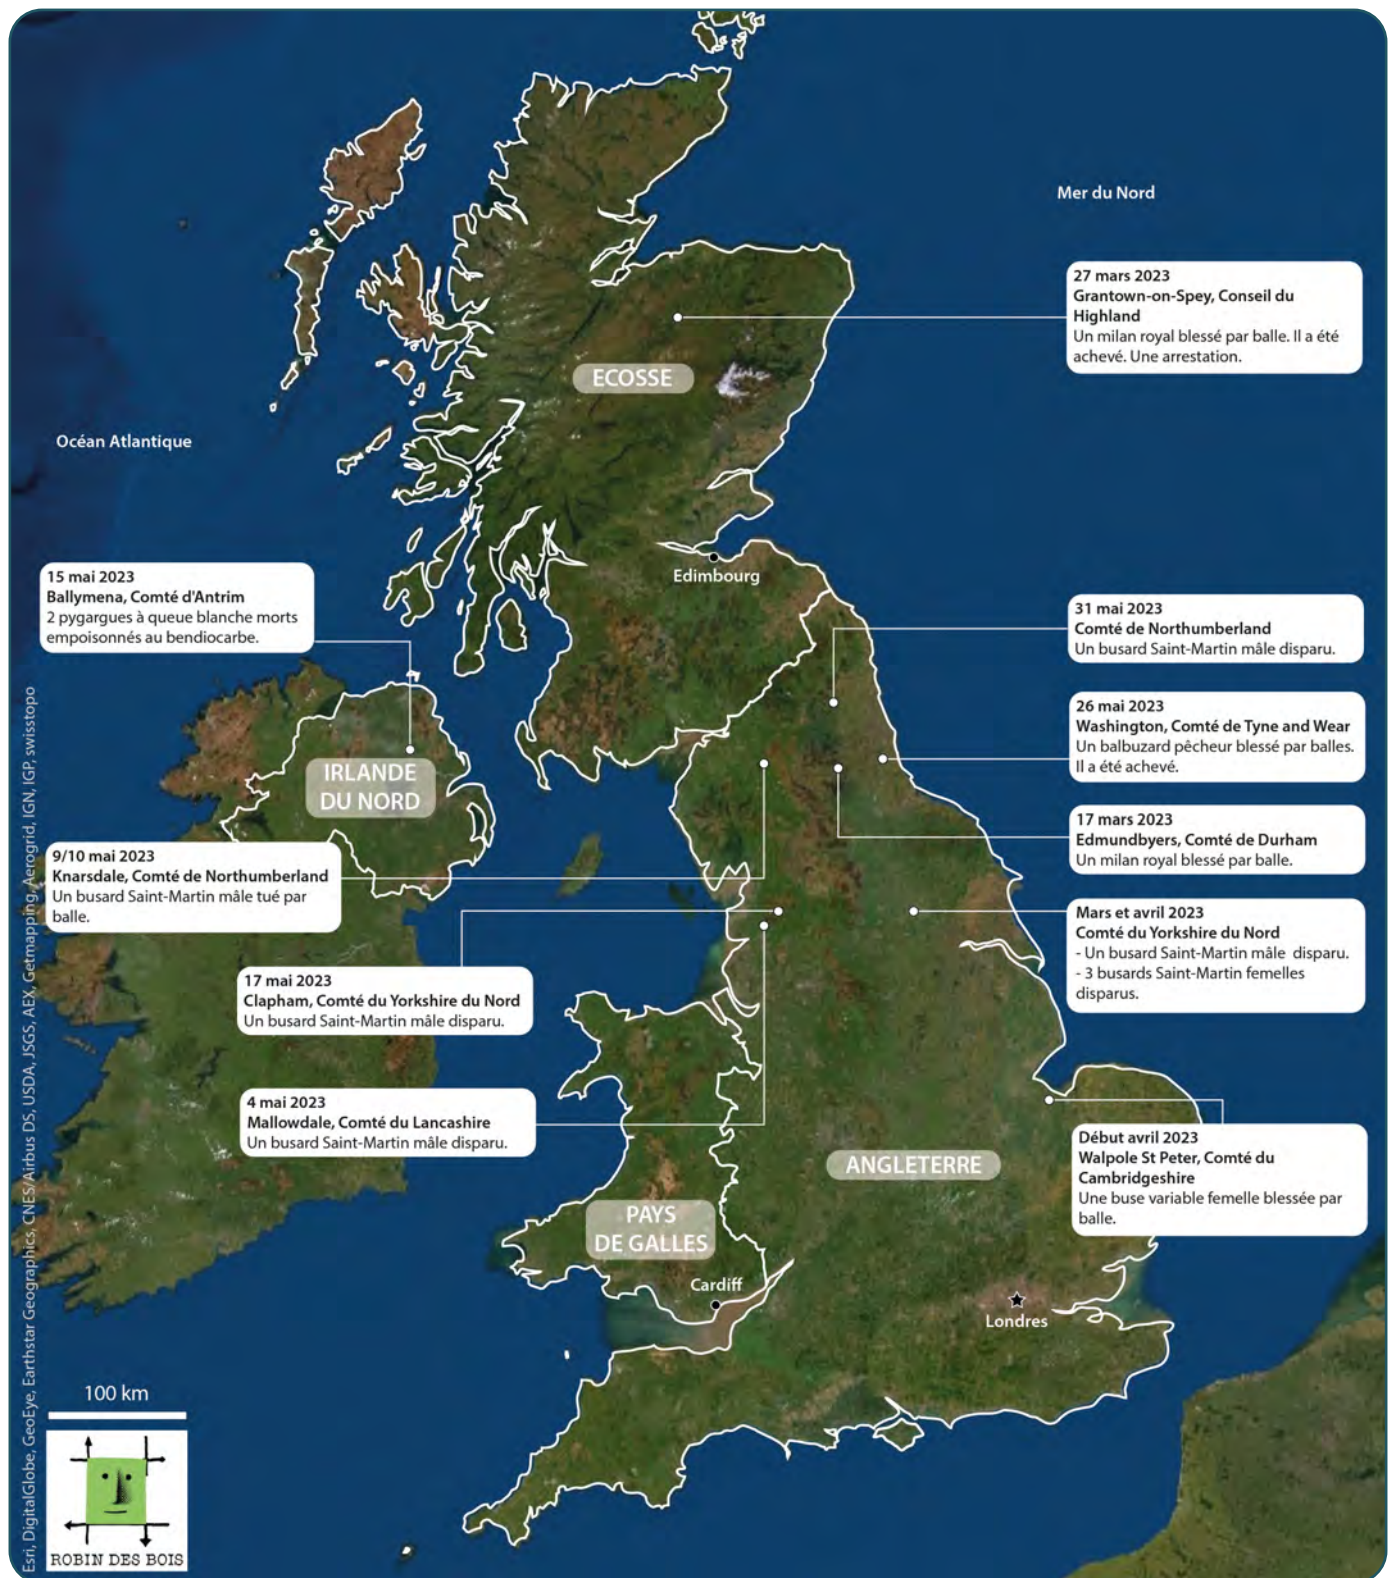 Mer du Nord
27 mars 2023
Grantown-on-Spey, Conseil du
Highland
Un milan royal blessé par balle. Il a été
achevé. Une arrestation.
ECOSSE
Océan Atlantique
Edimbourg
15 mai 2023
Ballymena, Comté d'Antrim
2 pygargues à queue blanche morts
empoisonnés au bendiocarbe.
31 mai 2023
Comté de Northumberland
Un busard Saint-Martin mâle disparu.
26 mai 2023
Washington, Comté de Tyne and Wear
Un balbuzard pêcheur blessé par balles.
Il a été achevé.
IRLANDE
DU NORD
17 mars 2023
Edmundbyers, Comté de Durham
Un milan royal blessé par balle.
9/10 mai 2023
Knarsdale, Comté de Northumberland
Un busard Saint-Martin mâle tué par
balle.
Mars et avril 2023
Comté du Yorkshire du Nord
- Un busard Saint-Martin mâle disparu.
- 3 busards Saint-Martin femelles
disparus.
17 mai 2023
Clapham, Comté du Yorkshire du Nord
Un busard Saint-Martin mâle disparu.
4 mai 2023
Mallowdale, Comté du Lancashire
Un busard Saint-Martin mâle disparu.
Début avril 2023
Walpole St Peter, Comté du
Cambridgeshire
Une buse variable femelle blessée par
balle.
ANGLETERRE
PAYS
DE GALLES
Cardiff
Londres
100 km
ROBIN DES BOIS
Esri, DigitalGlobe, GeoEye, Earthstar Geographics, CNES/Airbus DS, USDA, JSGS, AEX, Getmapping, Aerogrid, IGN, IGP, swisstopo